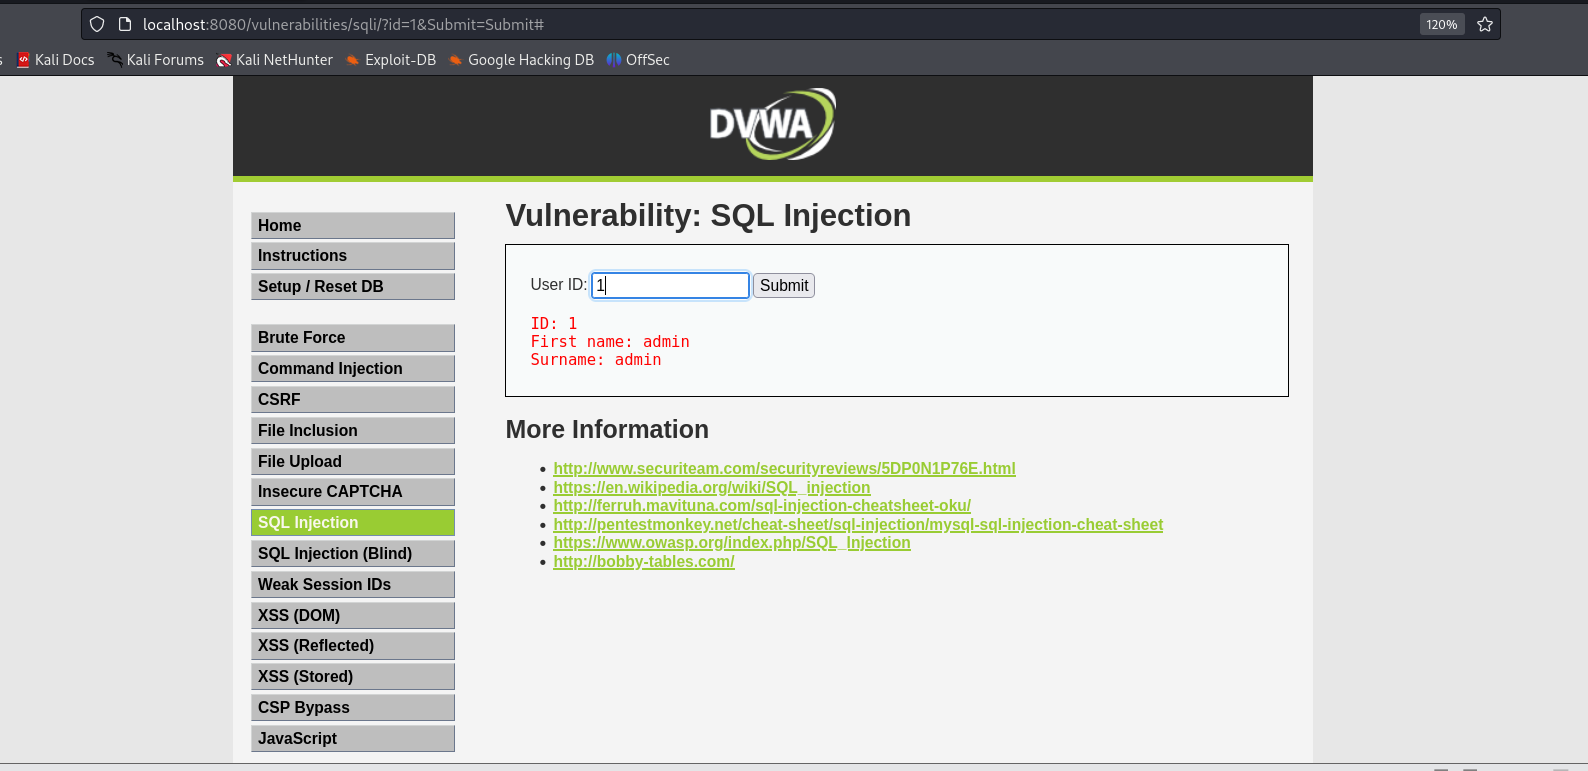 localhost:8080/vulnerabilities/sqli/?id=1&Submit=Submit#
120%
s Kali Docs Kali Forums Kali NetHunter Exploit-DB Google Hacking DB OffSec
DVWA
Home
Instructions
Setup / Reset DB
Brute Force
Command Injection
CSRF
File Inclusion
File Upload
Insecure CAPTCHA
SQL Injection
SQL Injection (Blind)
Weak Session IDs
XSS (DOM)
XSS (Reflected)
XSS (Stored)
CSP Bypass
JavaScript
Vulnerability: SQL Injection
User ID: 1 Submit
ID: 1
First name: admin
Surname: admin
More Information
• http://www.securiteam.com/securityreviews/5DP0N1P76E.html
• https://en.wikipedia.org/wiki/SQL_injection
• http://ferruh.mavituna.com/sql-injection-cheatsheet-oku/
• http://pentestmonkey.net/cheat-sheet/sql-injection/mysql-sql-injection-cheat-sheet
• https://www.owasp.org/index.php/SQL_Injection
• http://bobby-tables.com/